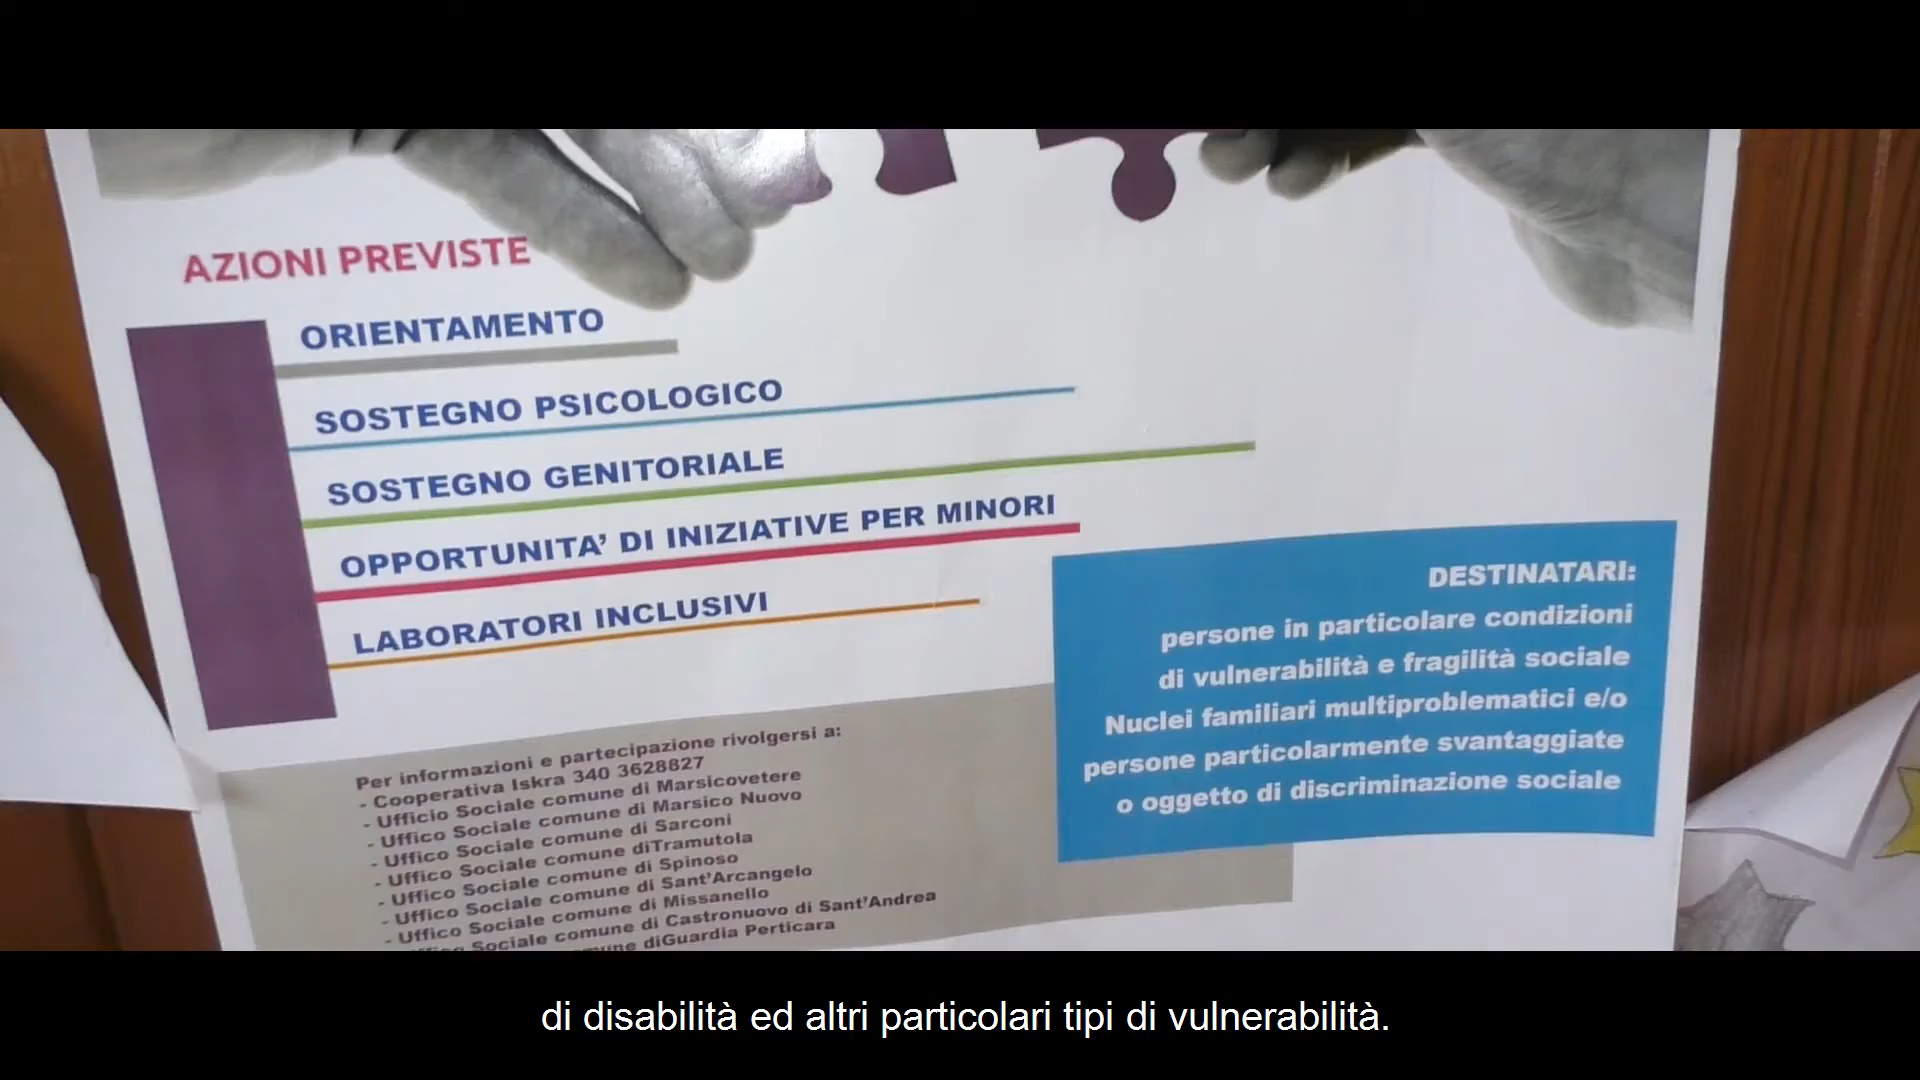 AZIONI PREVISTE
ORIENTAMENTO
SOSTEGNO PSICOLOGICO
SOSTEGNO GENITORIALE
OPPORTUNITA’ DI INIZIATIVE PER MINORI
LABORATORI INCLUSIVI
DESTINATARI:
persone in particolare condizioni
di vulnerabilità e fragilità sociale
Nuclei familiari multiproblematici e/o
persone particolarmente svantaggiate
o oggetto di discriminazione sociale
Per informazioni e partecipazione rivolgersi a:
- Cooperativa Iskra 340 3628827
- Ufficio Sociale comune di Marsicovetere
- Uffico Sociale comune di Marsico Nuovo
- Uffico Sociale comune di Sarconi
- Uffico Sociale comune diTramutola
- Uffico Sociale comune di Spinoso
- Uffico Sociale comune di Sant’Arcangelo
- Uffico Sociale comune di Missanello
Sociale comune di Castronuovo di Sant’Andrea
diGuardia Perticara
di disabilità ed altri particolari tipi di vulnerabilità.